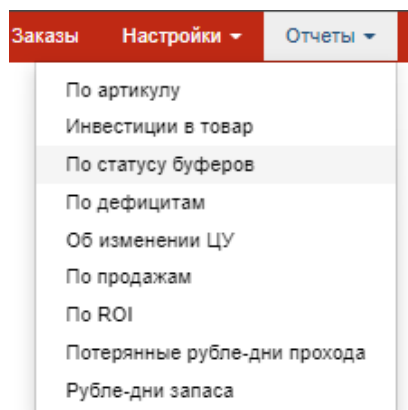 Заказы Настройки Отчеты
По артикулу
Инвестиции в товар
По статусу буферов
По дефицитам
Об изменении ЦУ
По продажам
По ROI
Потерянные рубле-дни прохода
Рубле-дни запаса